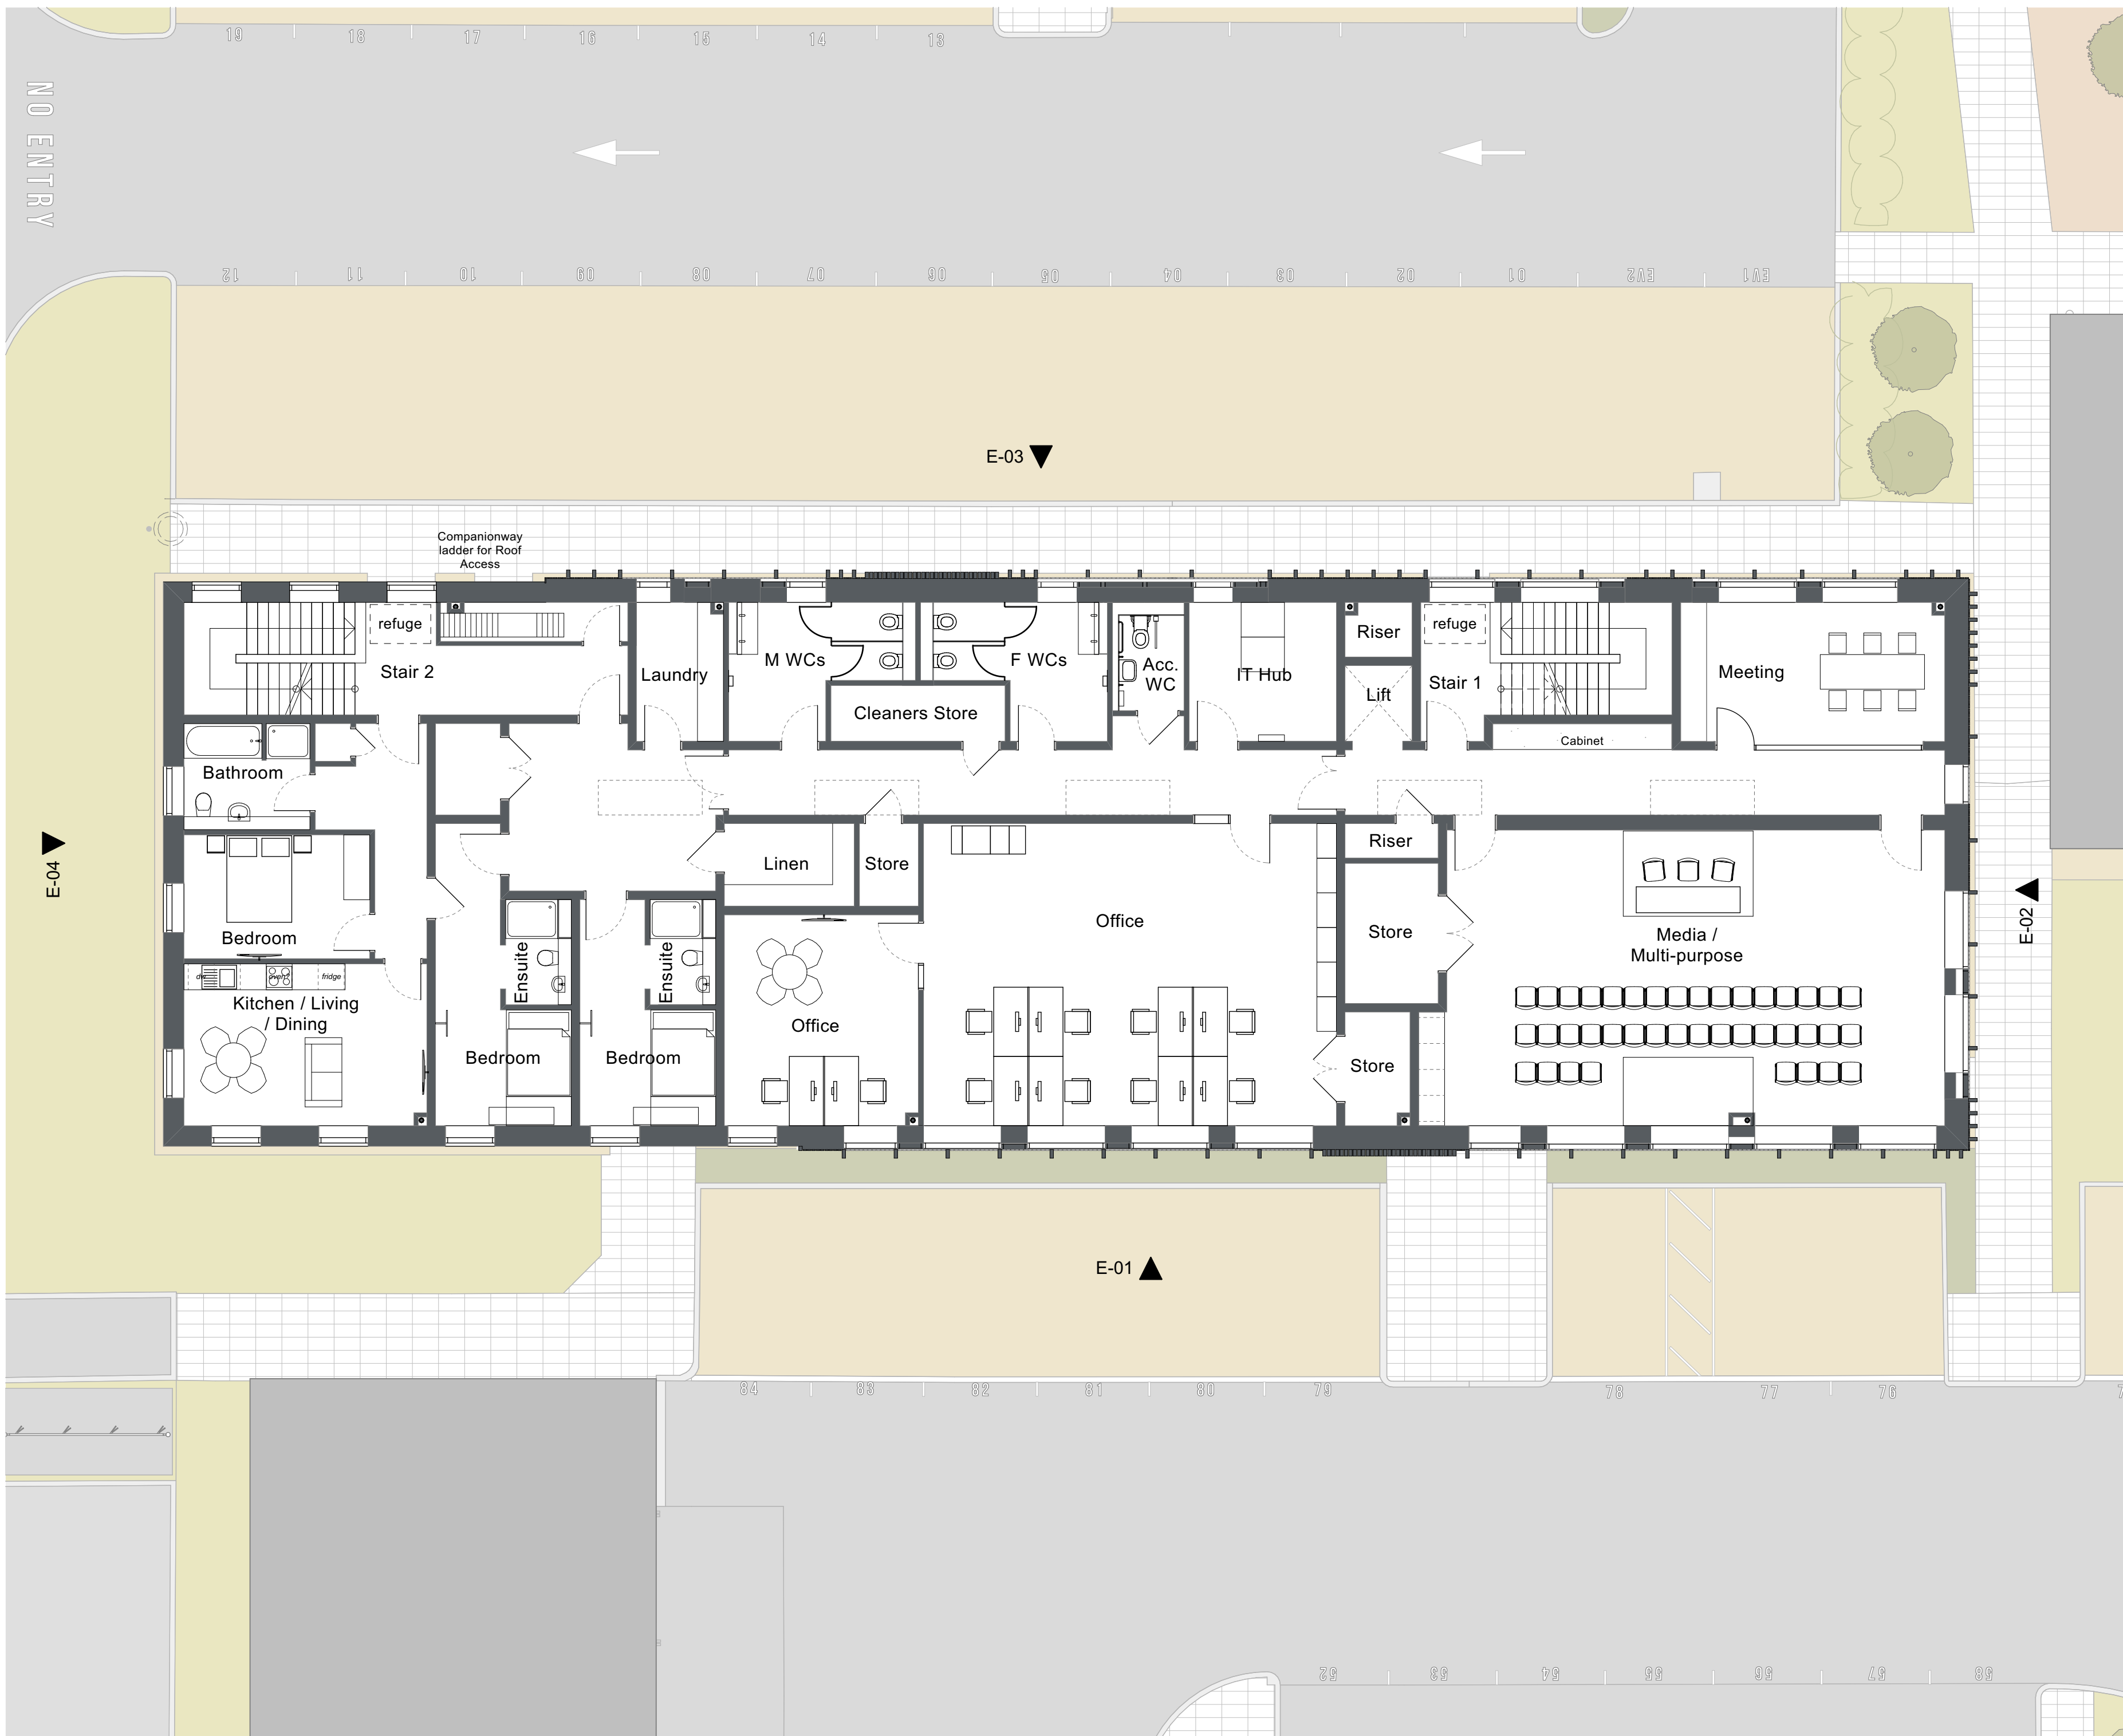 19
18
17
16
15
14
13
NO ENTRY
12
11
10
09
08
07
06
05
04
03
02
01
EV2
EV1
E-03
Companionway
ladder for Roof
Access
refuge
Stair 2
Laundry
M WCs
F WCs
Cleaners Store
Acc.
WC
IT Hub
Riser
Lift
refuge
Stair 1
Cabinet
Meeting
Bathroom
E-04
Bedroom
Linen
Store
Riser
Office
Store
Media /
Multi-purpose
E-02
fridge
Kitchen / Living
/ Dining
Ensuite
Ensuite
Office
Bedroom
Bedroom
Store
E-01
84
83
82
81
80
79
78
77
76
52
53
54
55
56
57
58